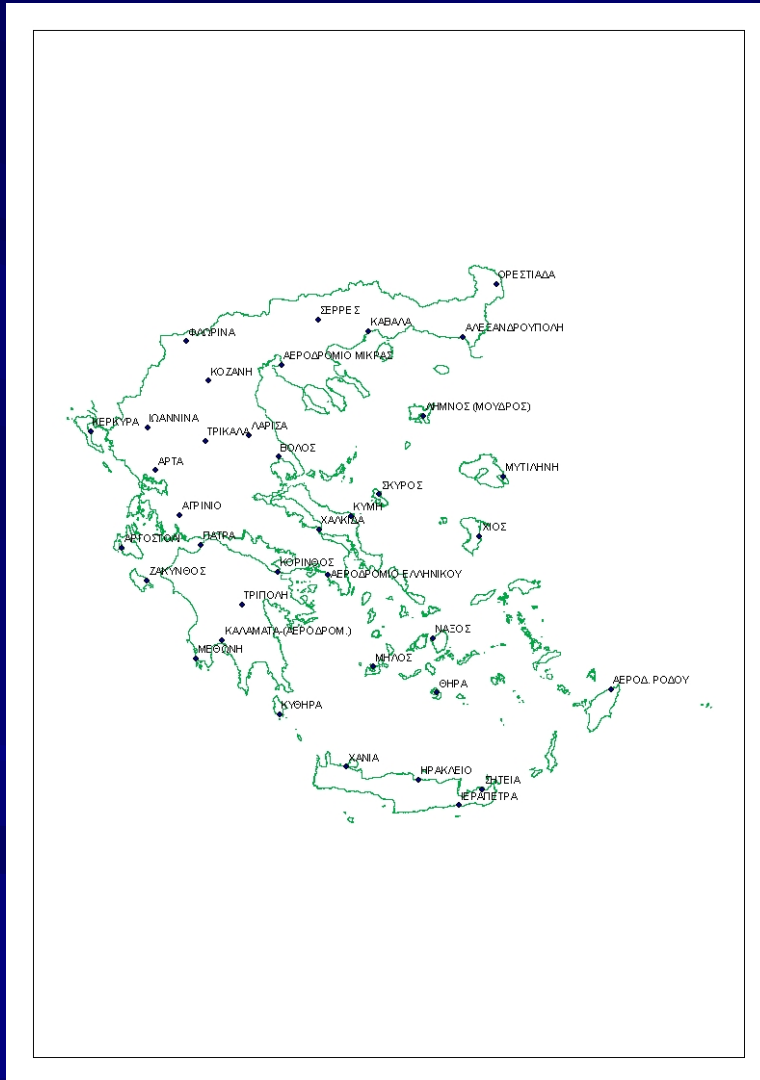 ΟΡΕΣΤΙΑΔΑ
ΣΕΡΡΕΣ
ΚΑΒΑΛΑ
ΑΛΕΞΑΝΔΡΟΥΠΟΛΗ
ΦΛΩΡΙΝΑ
ΑΕΡΟΔΡΟΜΙΟ ΜΙΚΡΑΣ
ΚΟΖΑΝΗ
ΛΗΜΝΟΣ (ΜΟΥΔΡΟΣ)
ΚΕΡΚΥΡΑ
ΙΩΑΝΝΙΝΑ
ΤΡΙΚΑΛΑ
ΛΑΡΙΣΑ
ΒΟΛΟΣ
ΑΡΤΑ
ΜΥΤΙΛΗΝΗ
ΣΚΥΡΟΣ
ΑΓΡΙΝΙΟ
ΚΥΜΗ
ΧΑΛΚΙΔΑ
ΧΙΟΣ
ΑΡΓΟΣΤΟΛΙ
ΠΑΤΡΑ
ΚΟΡΙΝΘΟΣ
ΖΑΚΥΝΘΟΣ
ΑΕΡΟΔΡΟΜΙΟ ΕΛΛΗΝΙΚΟΥ
ΤΡΙΠΟΛΗ
ΚΑΛΑΜΑΤΑ (ΑΕΡΟΔΡΟΜ.)
ΝΑΞΟΣ
ΜΕΘΩΝΗ
ΜΗΛΟΣ
ΘΗΡΑ
ΑΕΡΟΔ. ΡΟΔΟΥ
ΚΥΘΗΡΑ
ΧΑΝΙΑ
ΗΡΑΚΛΕΙΟ
ΣΗΤΕΙΑ
ΙΕΡΑΠΕΤΡΑ